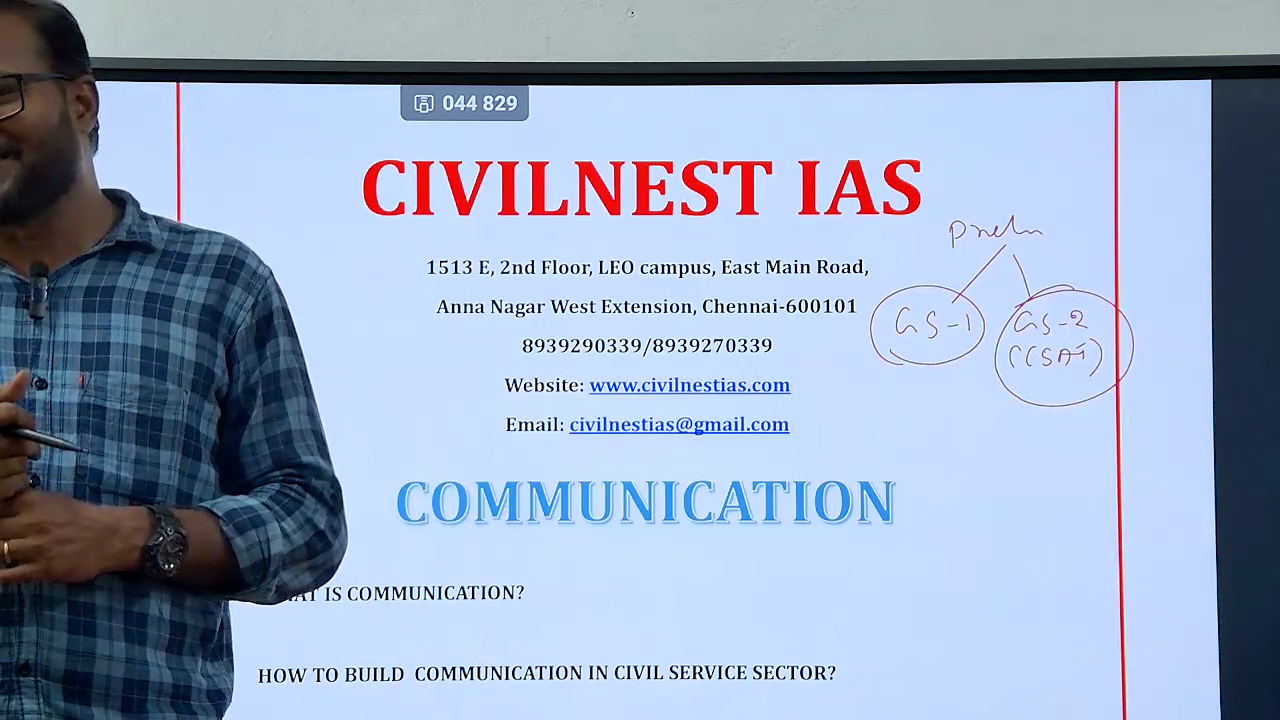 044 829
CIVILNEST IAS
1513 E, 2nd Floor, LEO campus, East Main Road,
Anna Nagar West Extension, Chennai-600101
8939290339/8939270339
Website: www.civilnestias.com
Email: civilnestias@gmail.com
GS-1
GS-2
(CSAT)
COMMUNICATION
IS COMMUNICATION?
HOW TO BUILD COMMUNICATION IN CIVIL SERVICE SECTOR?